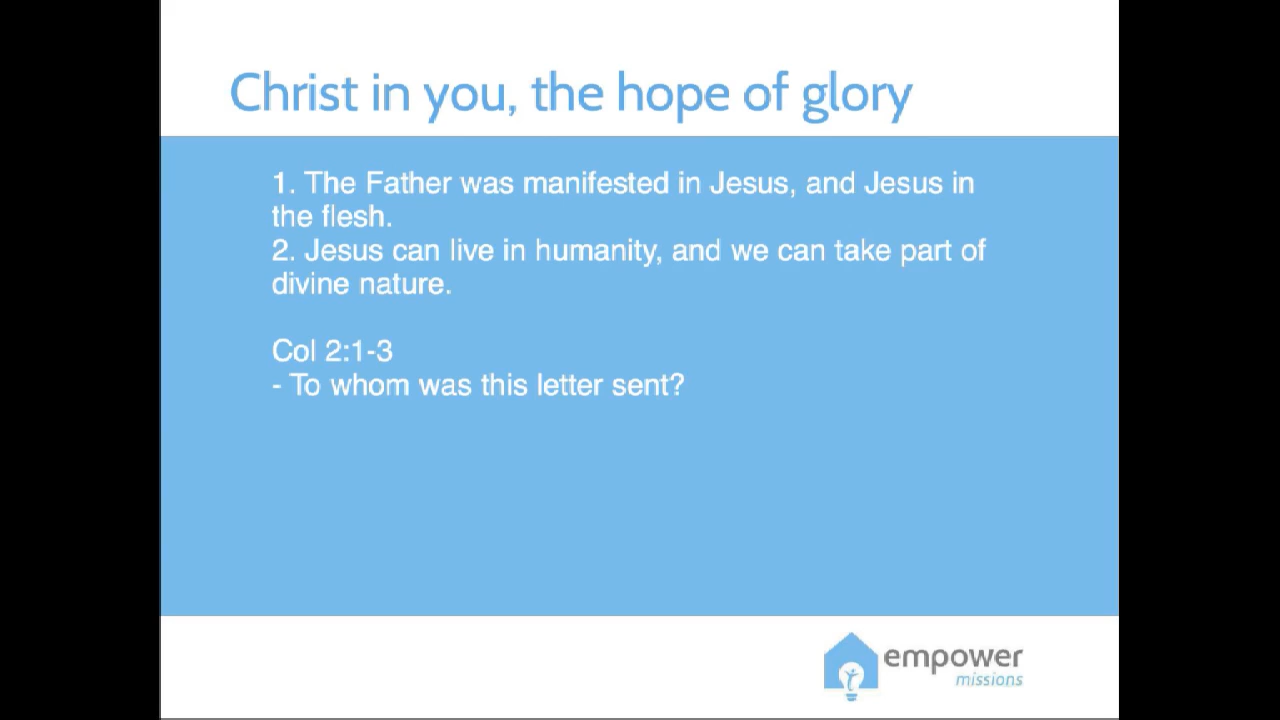 Christ in you, the hope of glory
1. The Father was manifested in Jesus, and Jesus in
the flesh.
2. Jesus can live in humanity, and we can take part of
divine nature.
Col 2:1-3
- To whom was this letter sent?
empower
missions